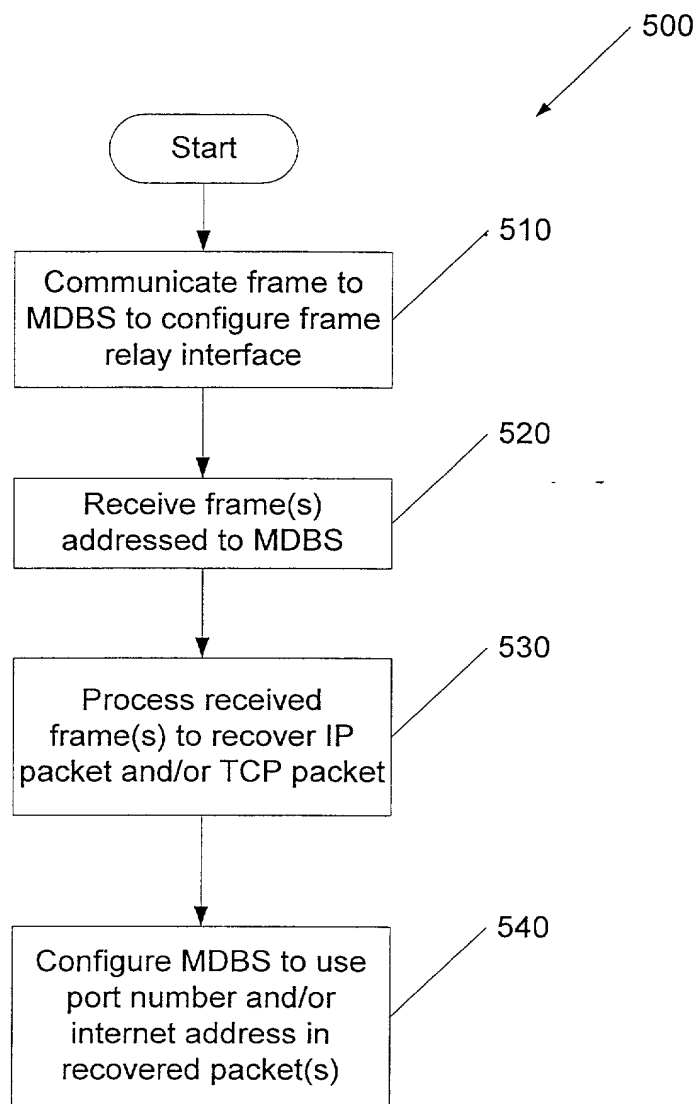 500
Start
510
Communicate frame to
MDBS to configure frame
relay interface
520
Receive frame(s)
addressed to MDBS
530
Process received
frame(s) to recover IP
packet and/or TCP packet
540
Configure MDBS to use
port number and/or
internet address in
recovered packet(s)